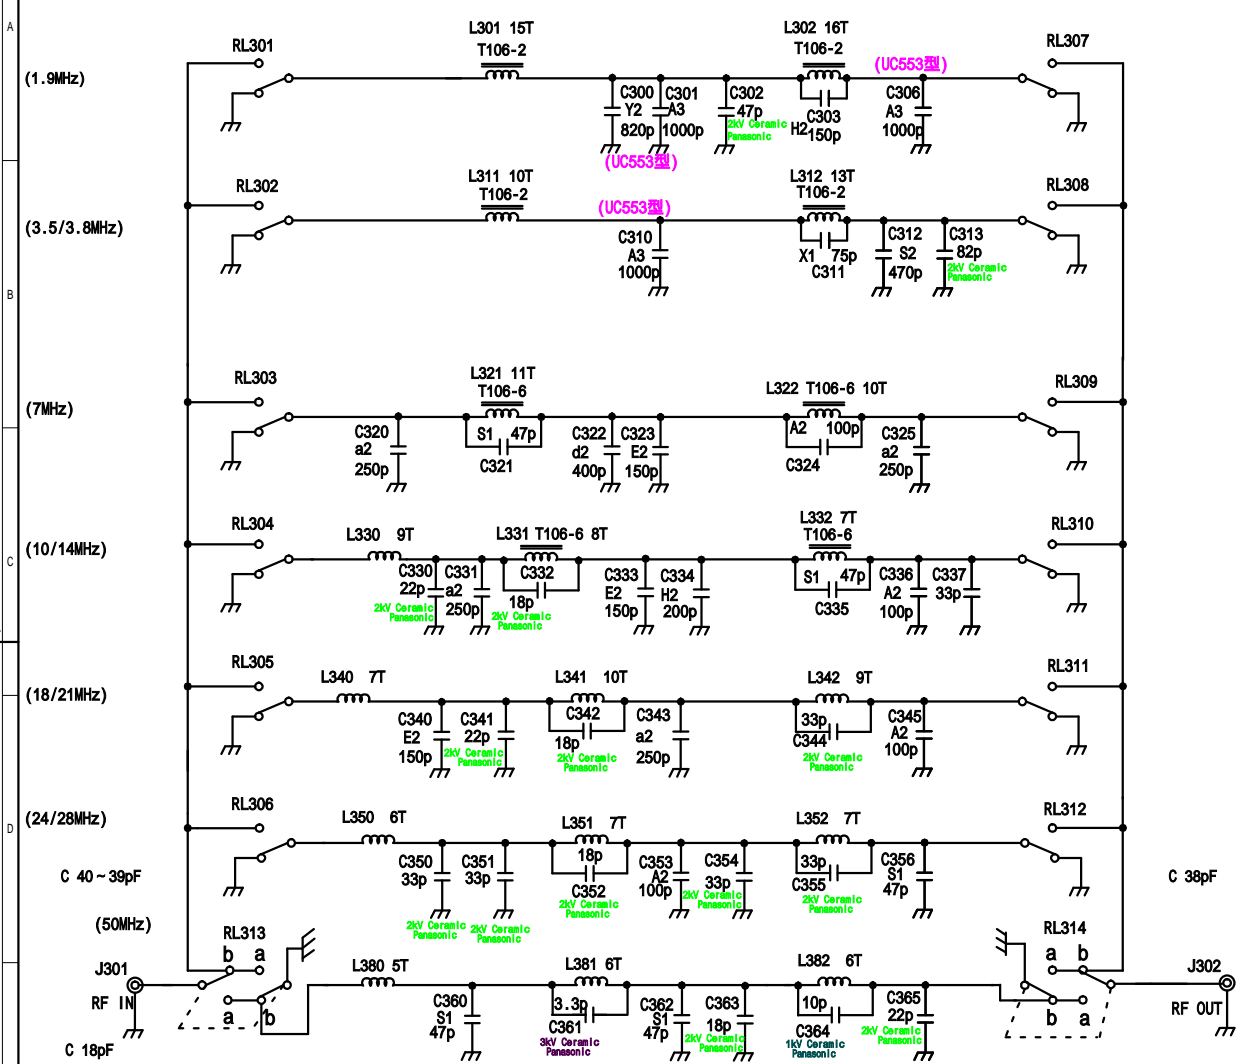 A
L301 15T
T106-2
L302 16T
T106-2
RL301
RL307
(UC553型)
(1.9MHz)
C300
Y2
820p
C301
A3
1000p
C302
47p
2kV Ceramic
Panasonic
C303
H2 150p
C306
A3
1000p
(UC553型)
RL302
L311 10T
T106-2
L312 13T
T106-2
RL308
(UC553型)
(3.5/3.8MHz)
C310
A3
1000p
X1 75p
C311
C312
S2
470p
C313
82p
2kV Ceramic
Panasonic
B
RL303
L321 11T
T106-6
L322 T106-6 10T
RL309
(7MHz)
C320
a2
250p
S1 47p
C321
C322
d2
400p
C323
E2
150p
A2 100p
C324
C325
a2
250p
RL304
L330 9T
L331 T106-6 8T
L332 7T
T106-6
RL310
(10/14MHz)
C
C330
22p
2kV Ceramic
Panasonic
C331
a2
250p
C332
18p
2kV Ceramic
Panasonic
C333
E2
150p
C334
H2
200p
S1 47p
C335
C336
A2
100p
C337
33p
RL305
L340 7T
L341 10T
L342 9T
RL311
(18/21MHz)
C340
E2
150p
C341
22p
2kV Ceramic
Panasonic
C342
18p
2kV Ceramic
Panasonic
C343
a2
250p
33p
C344
2kV Ceramic
Panasonic
C345
A2
100p
RL306
L350 6T
L351 7T
L352 7T
RL312
(24/28MHz)
D
C350
33p
2kV Ceramic
Panasonic
C351
33p
2kV Ceramic
Panasonic
18p
C352
2kV Ceramic
Panasonic
C353
A2
100p
C354
33p
2kV Ceramic
Panasonic
33p
C355
2kV Ceramic
Panasonic
C356
S1
47p
C 40~39pF
C 38pF
(50MHz)
RL313
b a
a b
J301
RF IN
C 18pF
L380 5T
L381 6T
L382 6T
RL314
a b
b a
J302
RF OUT
C360
S1
47p
3.3p
C361
3kV Ceramic
Panasonic
C362
S1
47p
C363
18p
2kV Ceramic
Panasonic
10p
C364
1kV Ceramic
Panasonic
C365
22p
2kV Ceramic
Panasonic